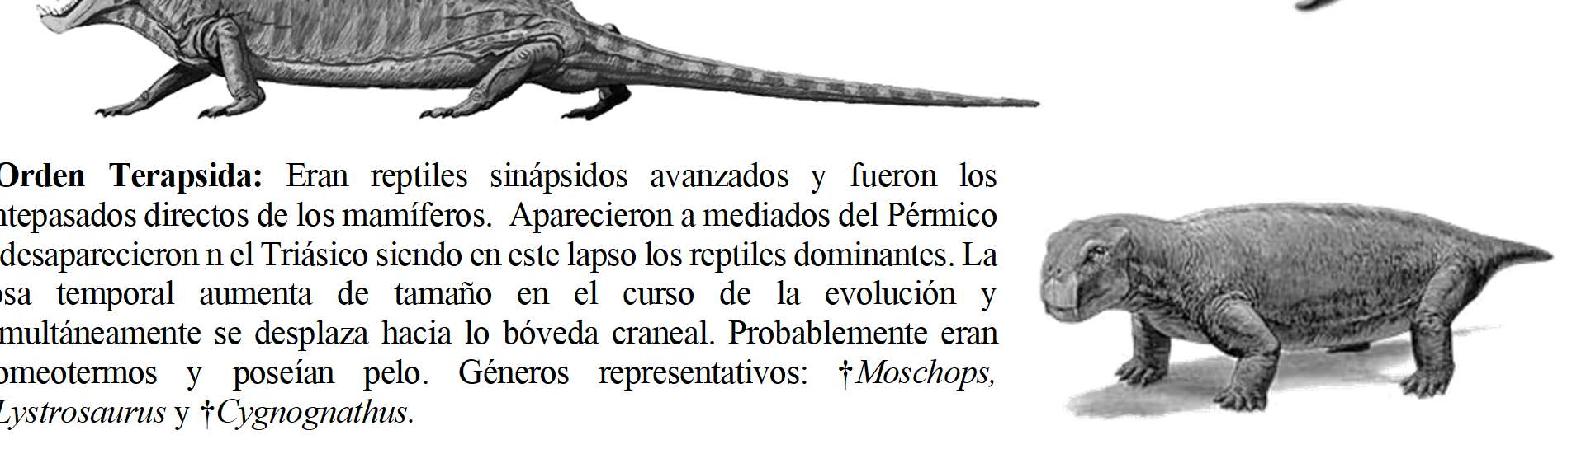 Orden Terapsida: Eran reptiles sinápsidos avanzados y fueron los
ntepasados directos de los mamíferos. Aparecieron a mediados del Pérmico
desaparecieron n el Triásico siendo en este lapso los reptiles dominantes. La
osa temporal aumenta de tamaño en el curso de la evolución y
multáneamente se desplaza hacia lo bóveda craneal. Probablemente eran
omeotermos y poseían pelo. Géneros representativos: †Moschops,
Lystrosaurus y †Cygnognathus.